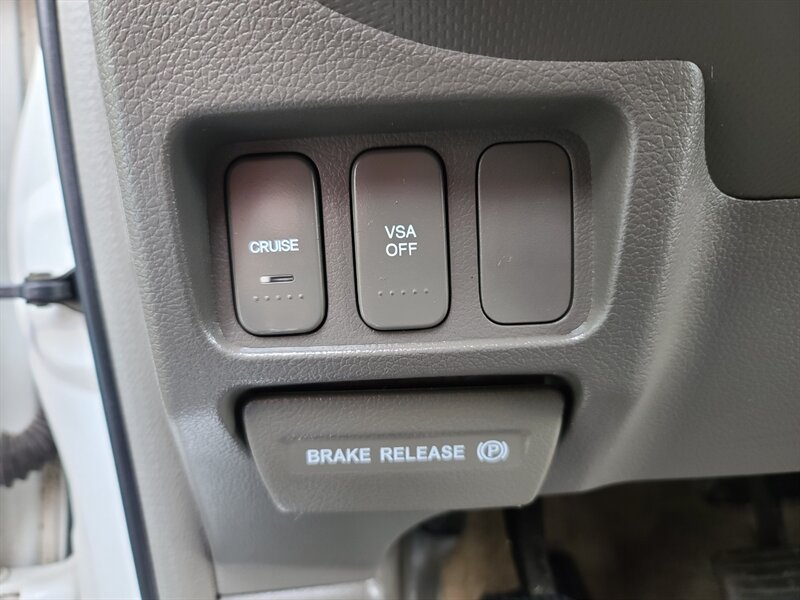 CRUISE
VSA
OFF
BRAKE RELEASE (P)